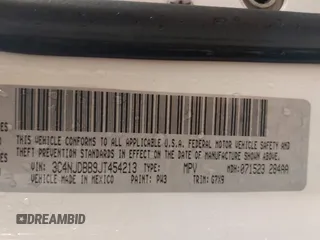 THIS VEHICLE CONFORMS TO ALL APPLICABLE U.S.A. FEDERAL MOTOR VEHICLE SAFETY AND
THEFT PREVENTION STANDARDS IN EFFECT ON THE DATE OF MANUFACTURE SHOWN ABOVE.
VIN: 3C4NJDBB9JT454213 TYPE: MPV MDH: 071523 284AA
VEHICLE MADE IN MEXICO PAINT: PW3 TRIM: G7X9
DREAMBID